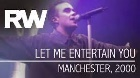 RW
LET ME ENTERTAIN YOU
MANCHESTER, 2000